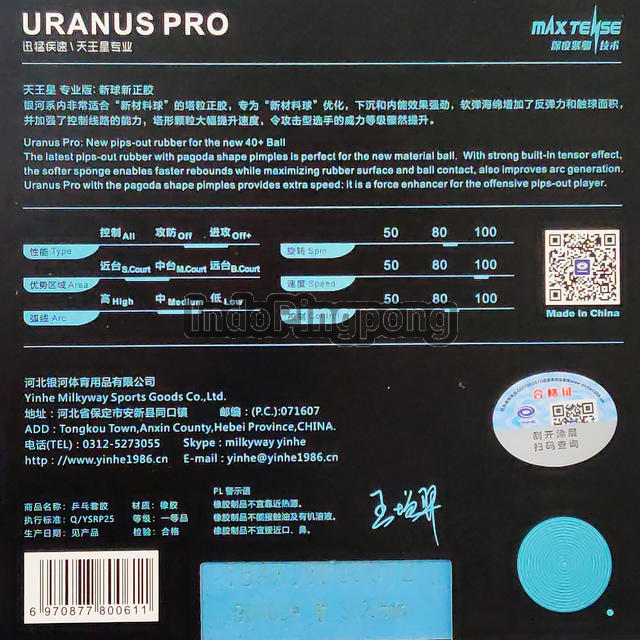 URANUS PRO
迅猛疾速\天王星专业
MAX TENSE
深度紧绷 技术
天王星 专业版: 新球新正胶
银河系内非常适合“新材料球”的塔粒正胶，专为“新材料球”优化，下沉和内能效果强劲，软弹海绵增加了反弹力和触球面积，
并加强了控制线路的能力，塔形颗粒大幅提升速度，令攻击型选手的威力等级骤然提升。
Uranus Pro: New pips-out rubber for the new 40+ Ball
The latest pips-out rubber with pagoda shape pimples is perfect for the new material ball. With strong built-in tensor effect,
the softer sponge enables faster rebounds while maximizing rubber surface and ball contact, also improves arc generation.
Uranus Pro with the pagoda shape pimples provides extra speed: it is a force enhancer for the offensive pips-out player.
控制 All 攻防 Off 进攻 Off+
性能 Type
近台 S.Court 中台 M.Court 远台 B.Court
优势区域 Area
高 High 中 Medium 低 Low
弧线 Arc
50 80 100
旋转 Spin
50 80 100
速度 Speed
50 80 100
控制 Control
Made in China
IndoPingpong
河北银河体育用品有限公司
Yinhe Milkyway Sports Goods Co.,Ltd.
地址：河北省保定市安新县同口镇 邮编：(P.C.)071607
ADD : Tongkou Town,Anxin County,Hebei Province,CHINA.
电话(TEL) : 0312-5273055 Skype : milkyway yinhe
http : //www.yinhe1986.cn E-mail : yinhe@yinhe1986.cn
合格证
刮开涂层
扫码查询
商品名: 乒乓套胶 材质: 橡胶
执行标准: Q/YSRP25 等级: 一等品
生产日期: 见产品 检验: 合格
PL 警示语
橡胶制品不宜靠近热源。
橡胶制品不能接触油及有机溶液。
橡胶制品不宜接近口、鼻。
6 970877 800611